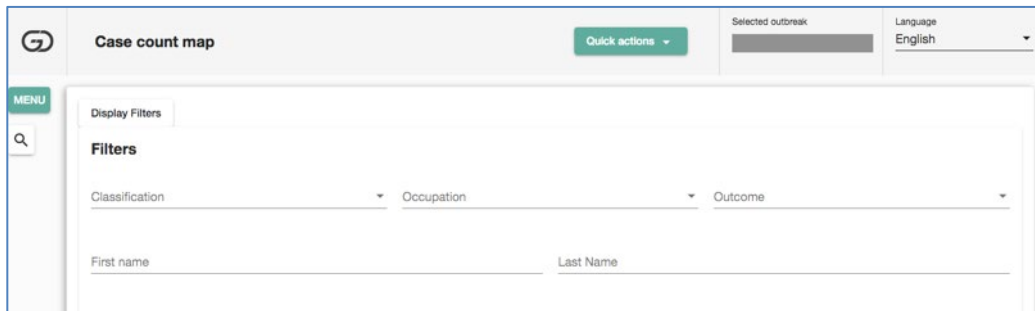 Case count map
Quick actions
Selected outbreak
Language
English
MENU
Display Filters
Filters
Classification Occupation Outcome
First name Last Name